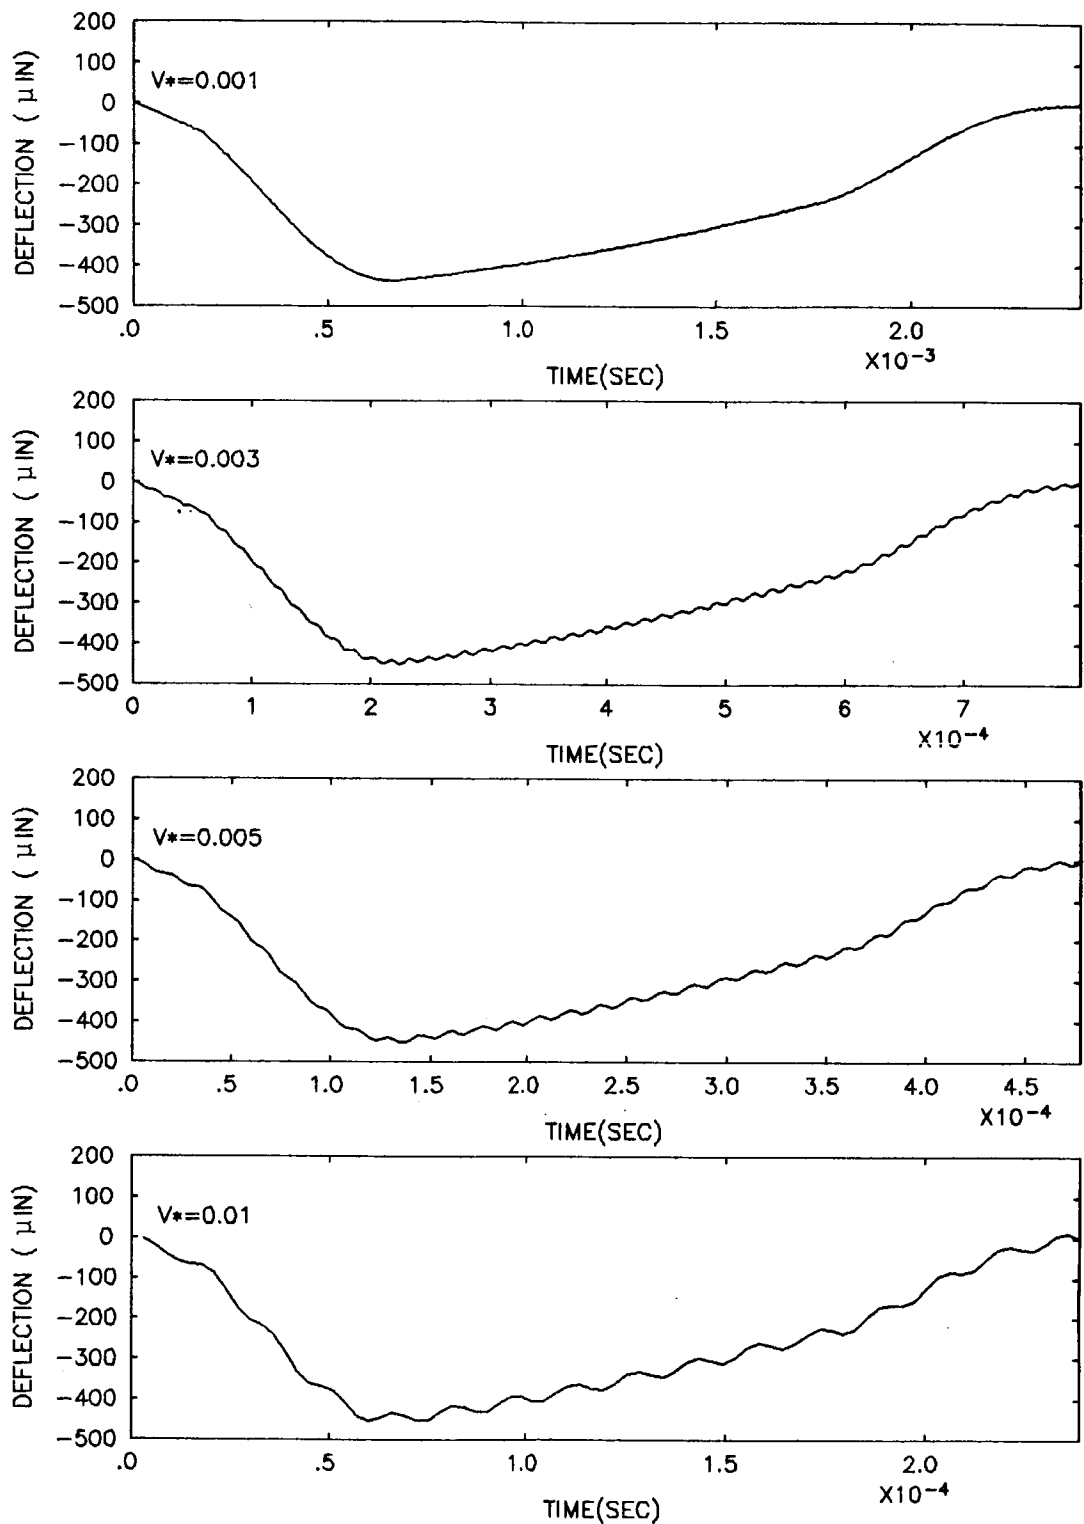 200
100
0
−100
−200
−300
−400
−500
DEFLECTION ( μ IN)
V*=0.001
.0 .5 1.0 1.5 2.0
X10⁻³
TIME(SEC)
200
100
0
−100
−200
−300
−400
−500
DEFLECTION ( μ IN)
V*=0.003
0 1 2 3 4 5 6 7
X10⁻⁴
TIME(SEC)
200
100
0
−100
−200
−300
−400
−500
DEFLECTION ( μ IN)
V*=0.005
.0 .5 1.0 1.5 2.0 2.5 3.0 3.5 4.0 4.5
X10⁻⁴
TIME(SEC)
200
100
0
−100
−200
−300
−400
−500
DEFLECTION ( μ IN)
V*=0.01
.0 .5 1.0 1.5 2.0
X10⁻⁴
TIME(SEC)